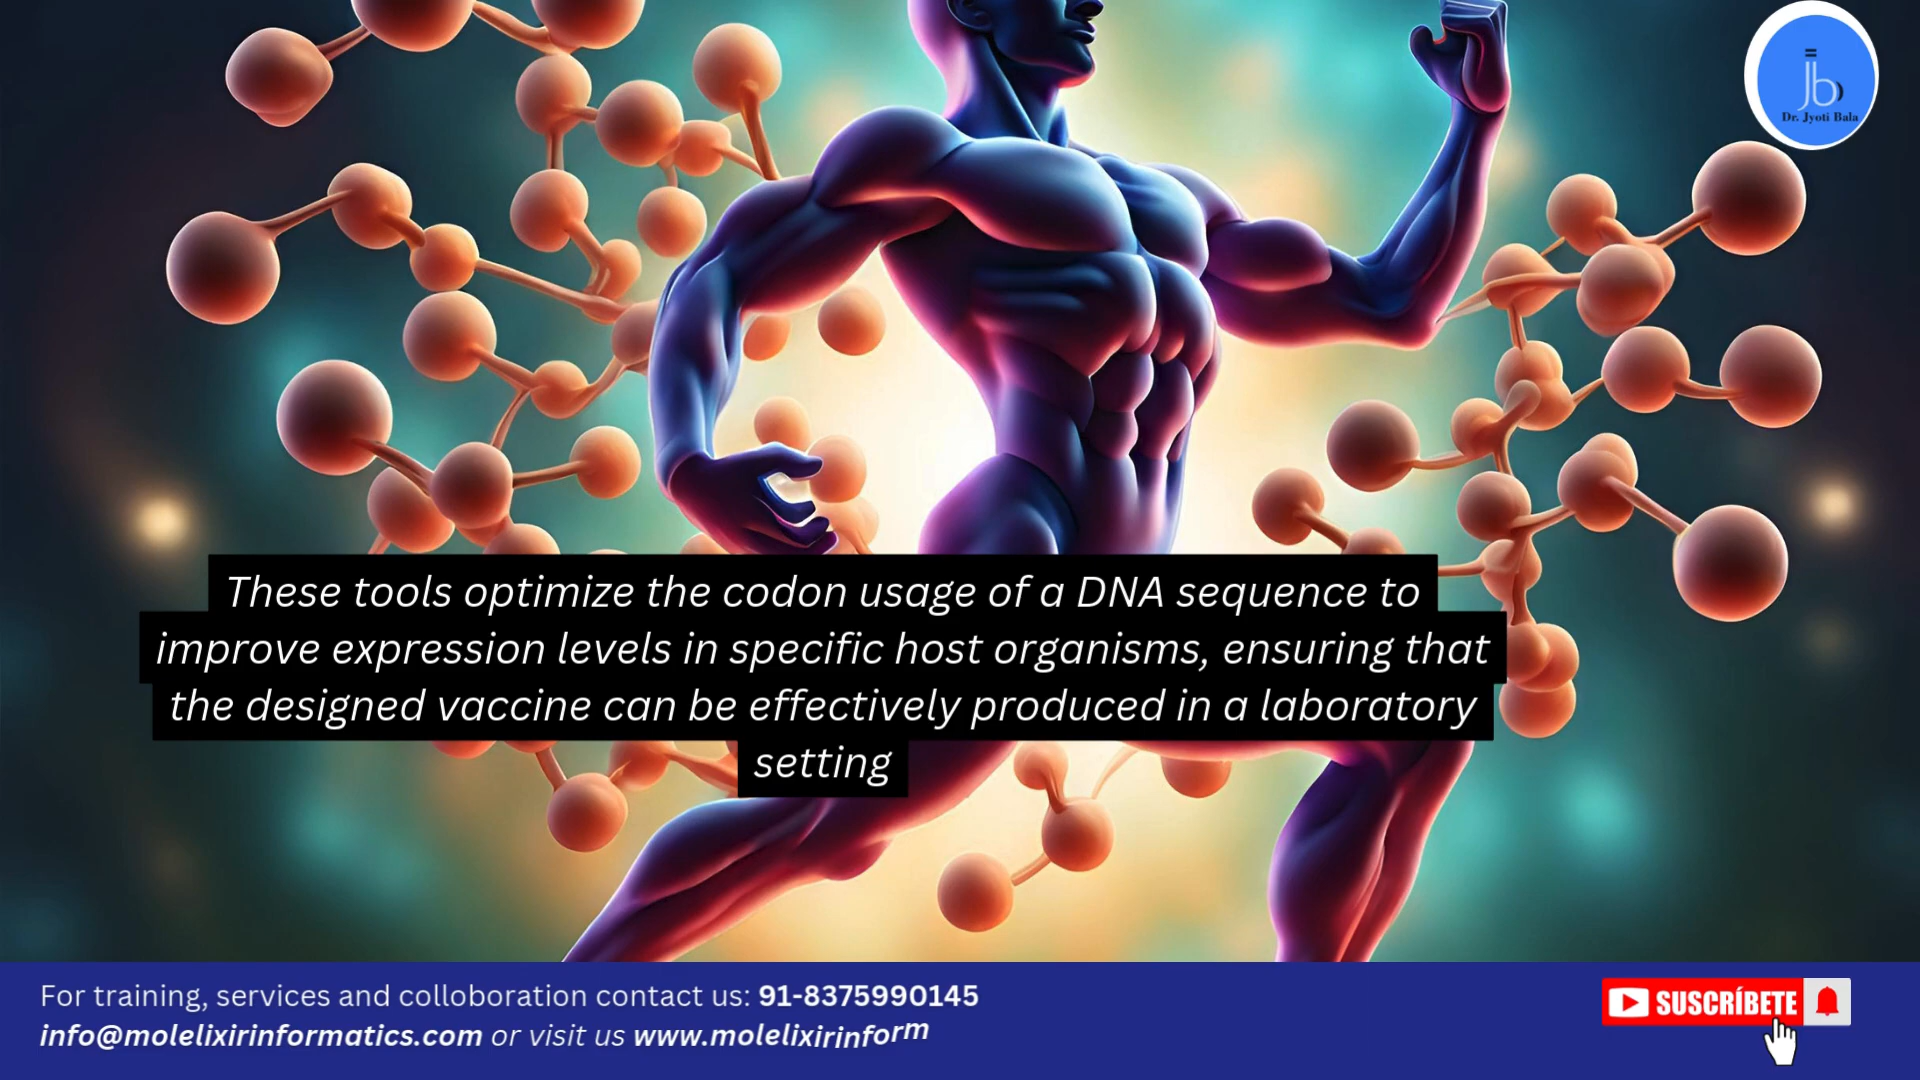 Dr. Jyoti Bala
These tools optimize the codon usage of a DNA sequence to
improve expression levels in specific host organisms, ensuring that
the designed vaccine can be effectively produced in a laboratory
setting
For training, services and colloboration contact us: 91-8375990145
info@molelixirinformatics.com or visit us www.molelixirinform
SUSCRÍBETE